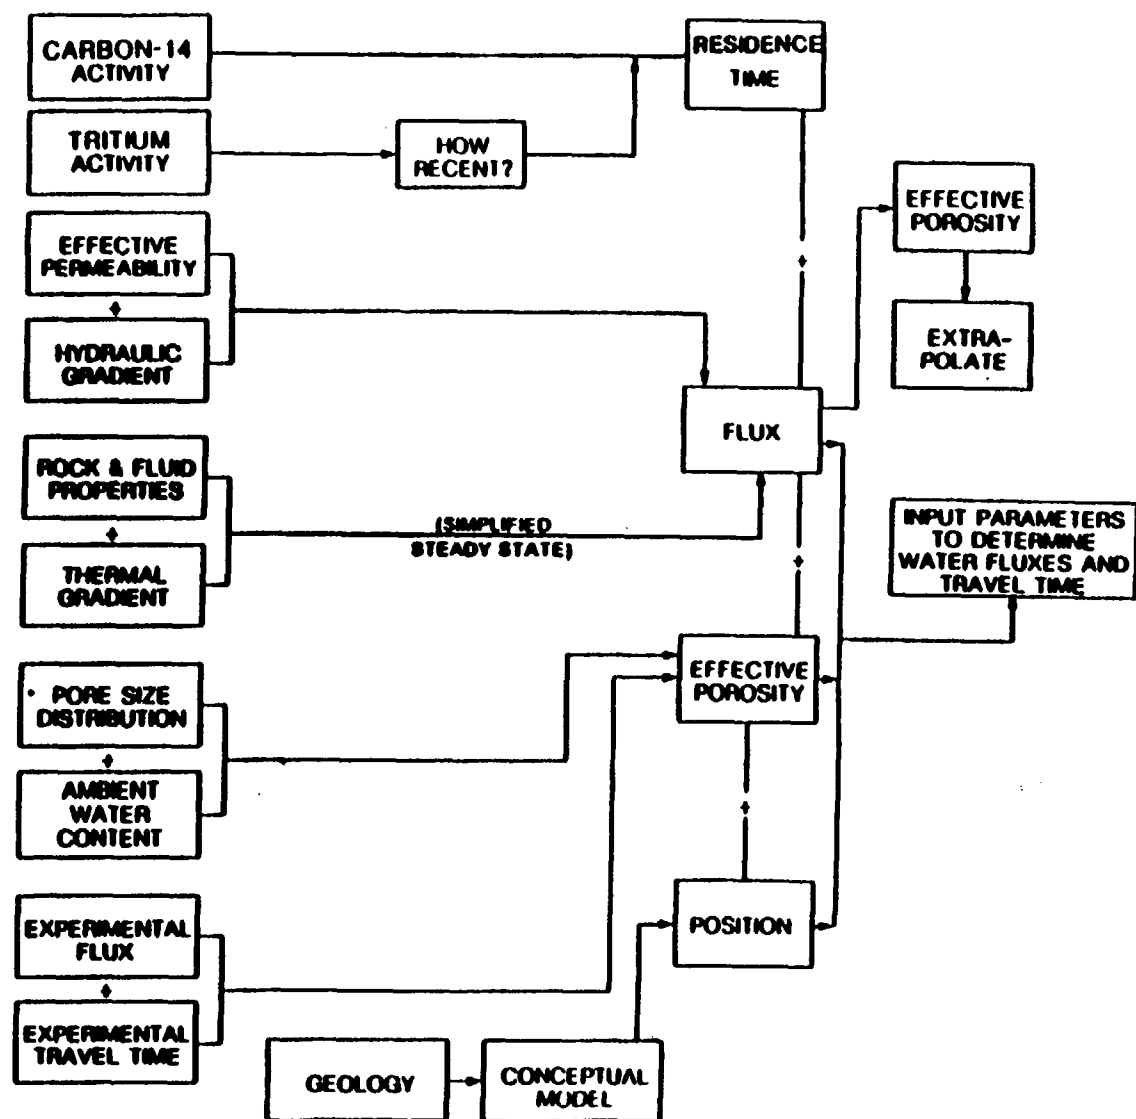 CARBON-14
ACTIVITY
RESIDENCE
TIME
TRITIUM
ACTIVITY
HOW
RECENT?
EFFECTIVE
POROSITY
EFFECTIVE
PERMEABILITY
+
HYDRAULIC
GRADIENT
+
EXTRA-
POLATE
FLUX
ROCK & FLUID
PROPERTIES
+
THERMAL
GRADIENT
(SIMPLIFIED
STEADY STATE)
+
INPUT PARAMETERS
TO DETERMINE
WATER FLUXES AND
TRAVEL TIME
PORE SIZE
DISTRIBUTION
+
AMBIENT
WATER
CONTENT
EFFECTIVE
POROSITY
+
EXPERIMENTAL
FLUX
+
EXPERIMENTAL
TRAVEL TIME
POSITION
GEOLOGY
CONCEPTUAL
MODEL